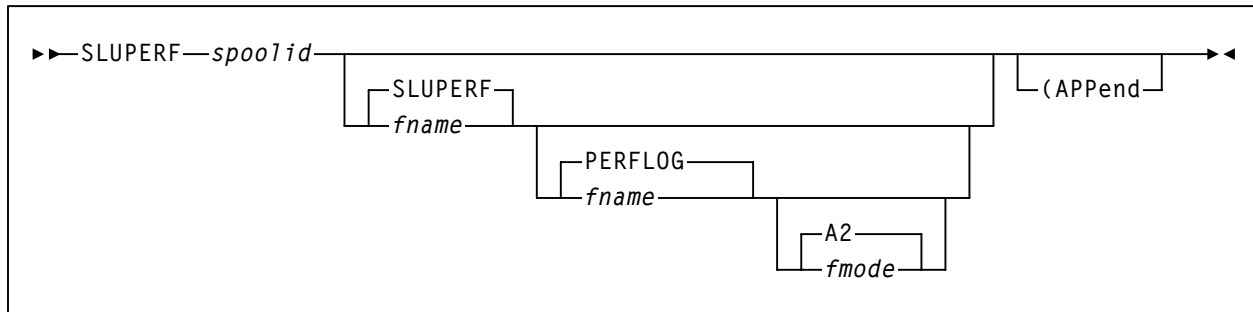 SLUPERF spoolid
(APPend
SLUPERF
fname
PERFLOG
fname
A2
fmode